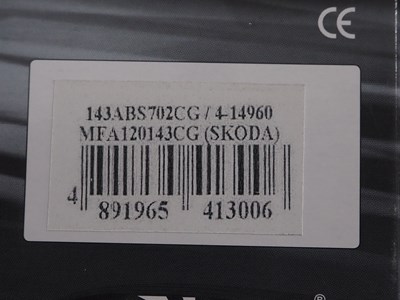 CE
143ABS702CG / 4-14960
MFA120143CG (SKODA)
4 891965 413006
®